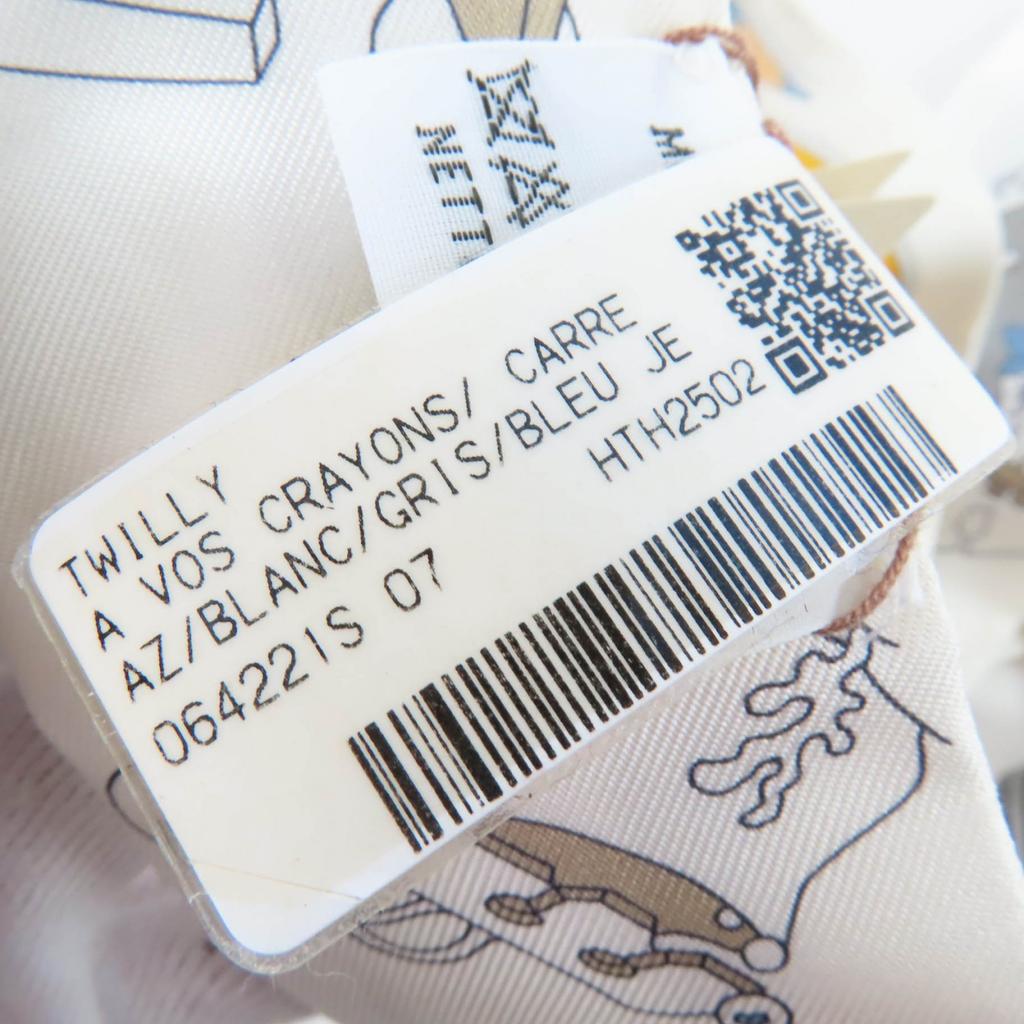 NETT
M
TWILLY
A VOS CRAYONS/ CARRE
AZ/BLANC/GRIS/BLEU JE
064221S 07
HTH2502